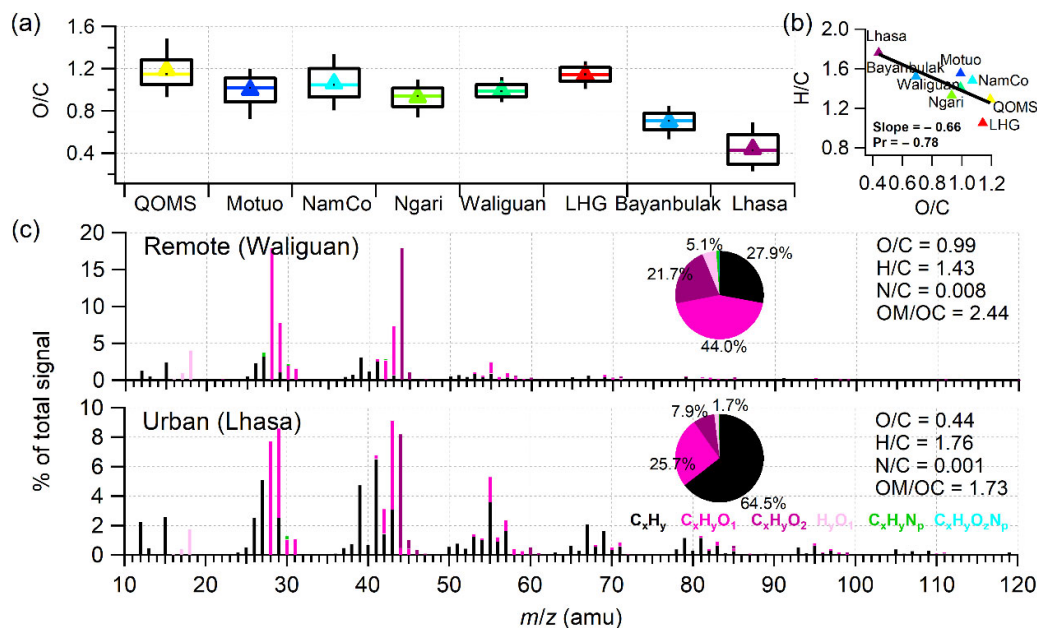 (a)
1.6
1.2
0.8
0.4
O/C
QOMS Motuo NamCo Ngari Waliguan LHG Bayanbulak Lhasa
(b)
2.0
1.6
1.2
0.8
H/C
Lhasa
Motuo
Bayanbulak
NamCo
Waliguan
Ngari
QOMS
LHG
Slope = − 0.66
Pr = − 0.78
0.4 0.6 0.8 1.0 1.2
O/C
(c)
20
15
10
5
0
Remote (Waliguan)
5.1%
27.9%
21.7%
44.0%
O/C = 0.99
H/C = 1.43
N/C = 0.008
OM/OC = 2.44
% of total signal
10
8
6
4
2
0
Urban (Lhasa)
7.9%
1.7%
25.7%
64.5%
O/C = 0.44
H/C = 1.76
N/C = 0.001
OM/OC = 1.73
CxHy CxHyO1 CxHyO2 HyO1 CxHyNp CxHyOzNp
10 20 30 40 50 60 70 80 90 100 110 120
m/z (amu)